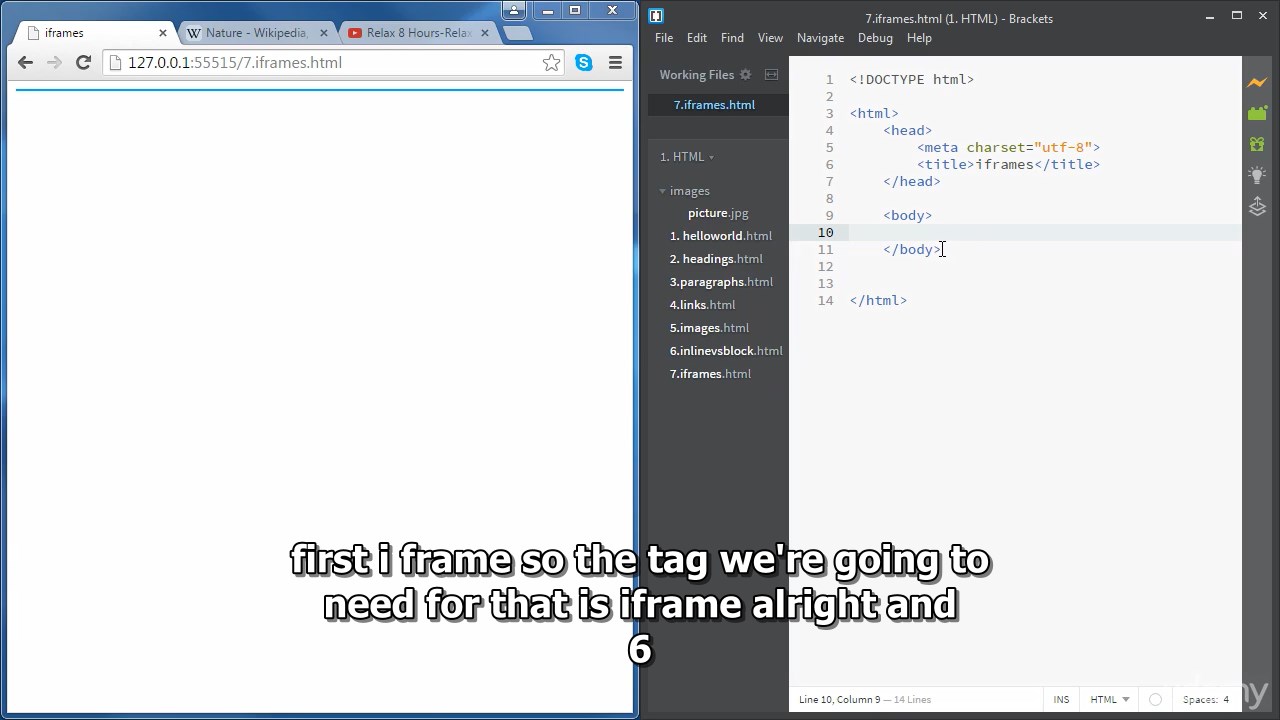 iframes
Nature - Wikipedia,
Relax 8 Hours-Relax
127.0.0.1:55515/7.iframes.html
7.iframes.html (1. HTML) - Brackets
File Edit Find View Navigate Debug Help
Working Files
7.iframes.html
1. HTML
images
picture.jpg
1. helloworld.html
2. headings.html
3.paragraphs.html
4.links.html
5.images.html
6.inlinevsblock.html
7.iframes.html
1 <!DOCTYPE html>
2
3 <html>
4 <head>
5 <meta charset="utf-8">
6 <title>iframes</title>
7 </head>
8
9 <body>
10
11 </body>
12
13
14 </html>
first i frame so the tag we're going to
need for that is iframe alright and
6
Line 10, Column 9 — 14 Lines
INS HTML Spaces: 4